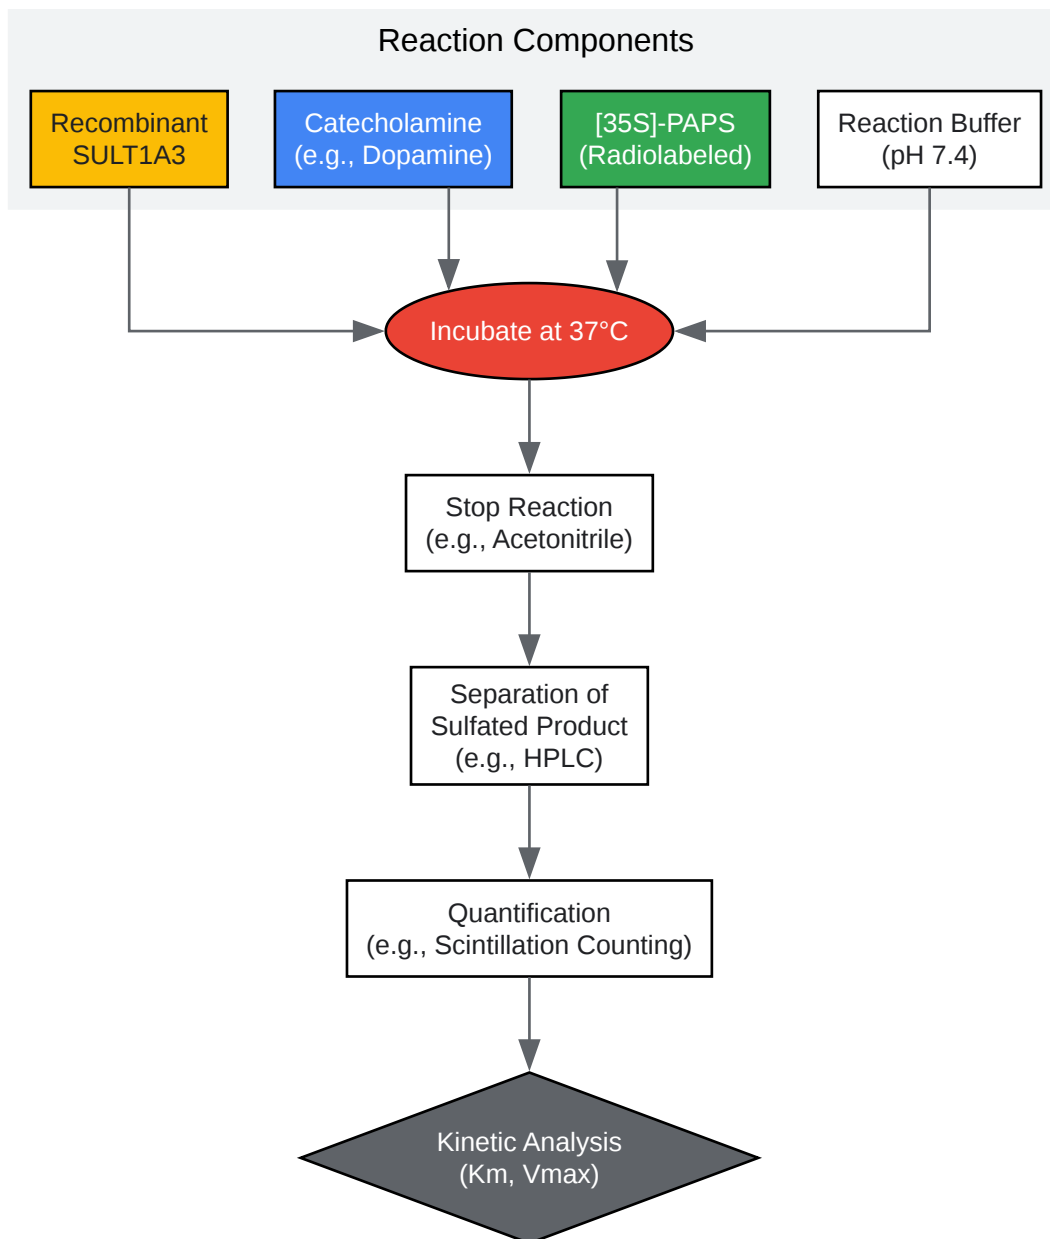 Reaction Components
Recombinant
SULT1A3
Catecholamine
(e.g., Dopamine)
[35S]-PAPS
(Radiolabeled)
Reaction Buffer
(pH 7.4)
Incubate at 37°C
Stop Reaction
(e.g., Acetonitrile)
Separation of
Sulfated Product
(e.g., HPLC)
Quantification
(e.g., Scintillation Counting)
Kinetic Analysis
(Km, Vmax)